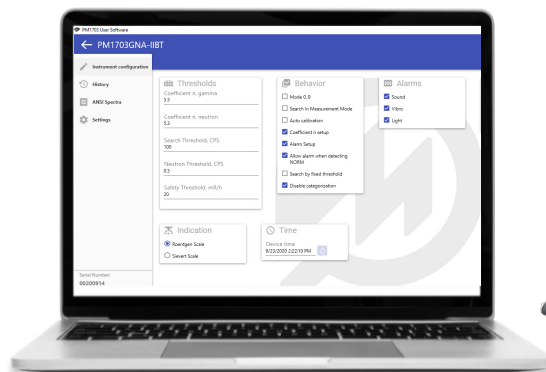 PM1703 User Software
PM1703GNA-IIBT
Instrument configuration
History
ANSI Spectra
Settings
Thresholds
Coefficient n, gamma
5.5
Coefficient n, neutron
5.3
Search Threshold, CPS
100
Neutron Threshold, CPS
0.5
Safety Threshold, mR/h
20
Behavior
Mode 0.9
Search In Measurement Mode
Auto calibration
Coefficient n setup
Alarm Setup
Allow alarm when detecting
NORM
Search by fixed threshold
Disable categorization
Alarms
Sound
Vibro
Light
Indication
Roentgen Scale
Sievert Scale
Time
Device time
9/23/2020 2:22:10 PM
Serial Number
00200914